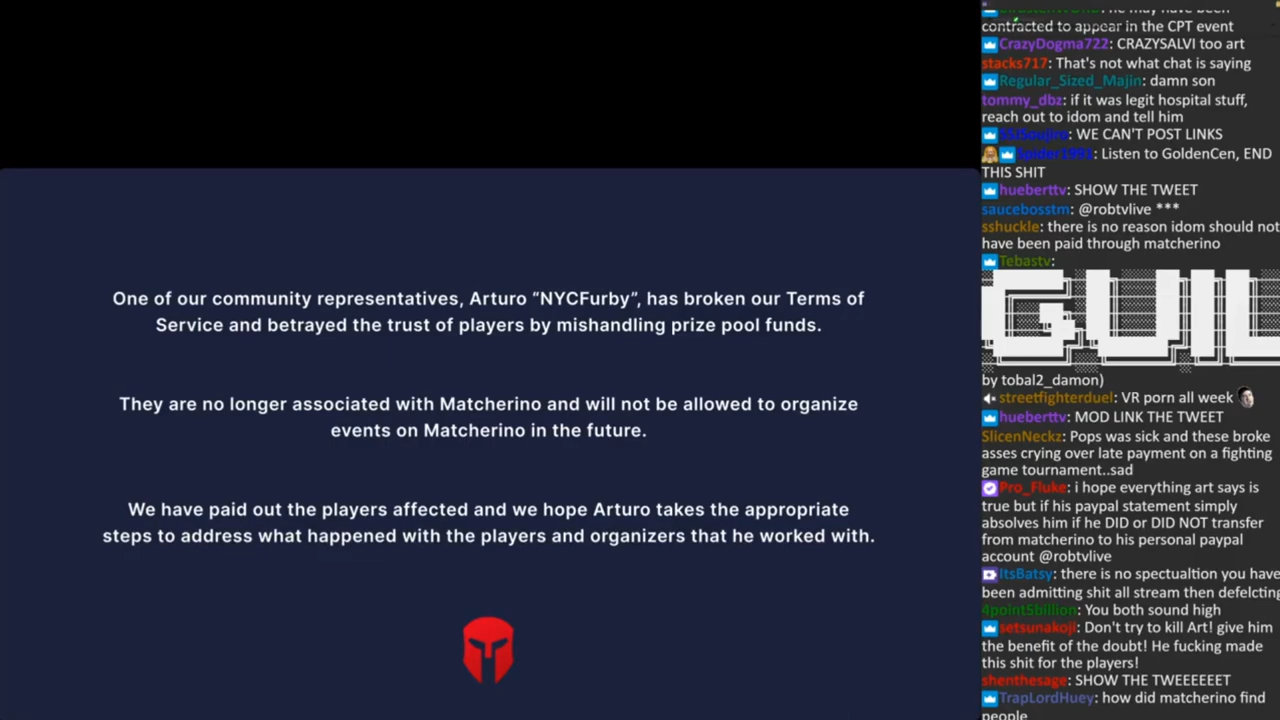 One of our community representatives, Arturo “NYCFurby”, has broken our Terms of
Service and betrayed the trust of players by mishandling prize pool funds.
They are no longer associated with Matcherino and will not be allowed to organize
events on Matcherino in the future.
We have paid out the players affected and we hope Arturo takes the appropriate
steps to address what happened with the players and organizers that he worked with.
contracted to appear in the CPT event
CrazyDogma722: CRAZYSALVI too art
stacks717: That's not what chat is saying
Regular_Sized_Majin: damn son
tommy_dbz: if it was legit hospital stuff,
reach out to idom and tell him
SSJSoujiro: WE CAN'T POST LINKS
Spider1991: Listen to GoldenCen, END
THIS SHIT
hueberttv: SHOW THE TWEET
saucebosstm: @robtvlive ***
sshuckle: there is no reason idom should not
have been paid through matcherino
Tebastv:
GUIL
by tobal2_damon)
streetfighterduel: VR porn all week
hueberttv: MOD LINK THE TWEET
SlicenNeckz: Pops was sick and these broke
asses crying over late payment on a fighting
game tournament..sad
Pro_Fluke: i hope everything art says is
true but if his paypal statement simply
absolves him if he DID or DID NOT transfer
from matcherino to his personal paypal
account @robtvlive
ItsBatsy: there is no spectualtion you have
been admitting shit all stream then defelcting
4point5billion: You both sound high
setsunakoji: Don't try to kill Art! give him
the benefit of the doubt! He fucking made
this shit for the players!
shenthesage: SHOW THE TWEEEEEET
TrapLordHuey: how did matcherino find
people